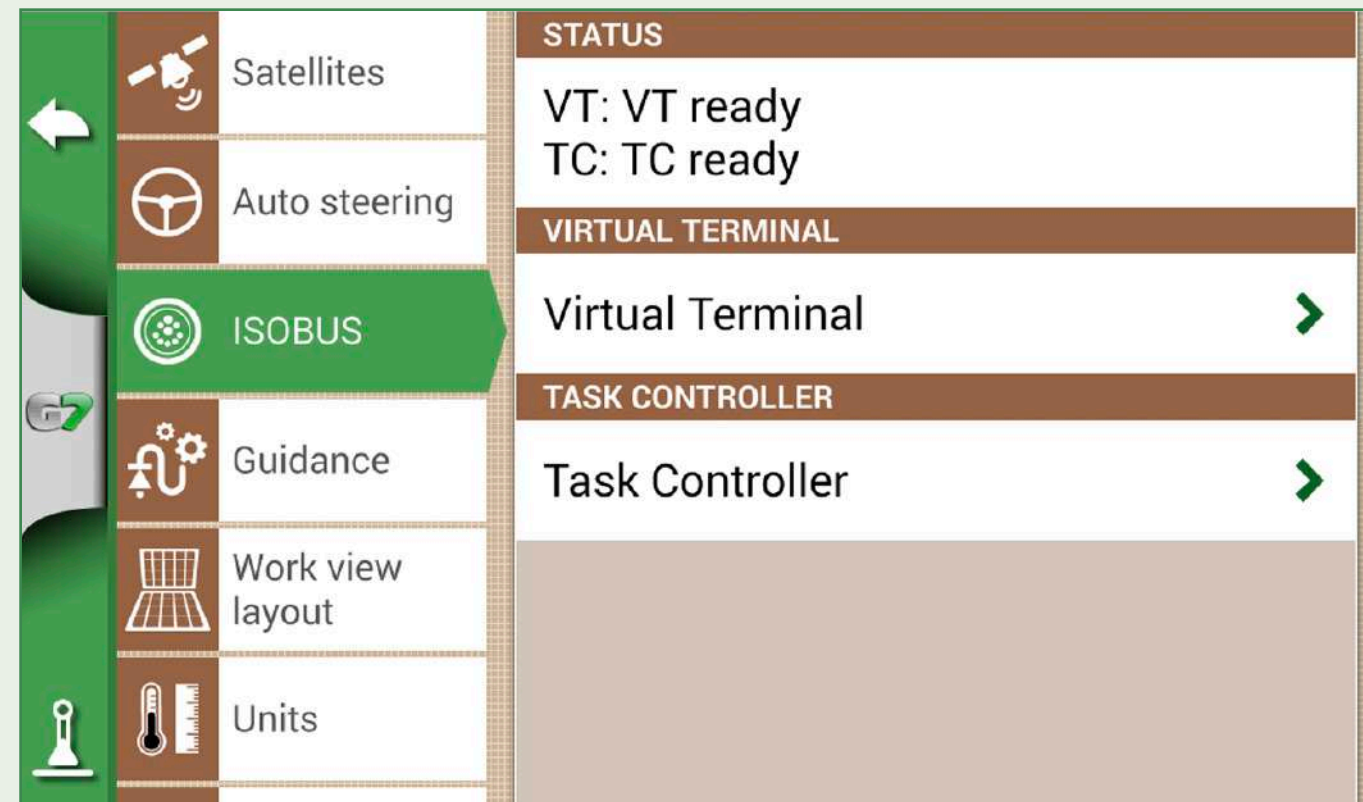 Satellites
Auto steering
ISOBUS
G7
Guidance
Work view
layout
Units
STATUS
VT: VT ready
TC: TC ready
VIRTUAL TERMINAL
Virtual Terminal
TASK CONTROLLER
Task Controller